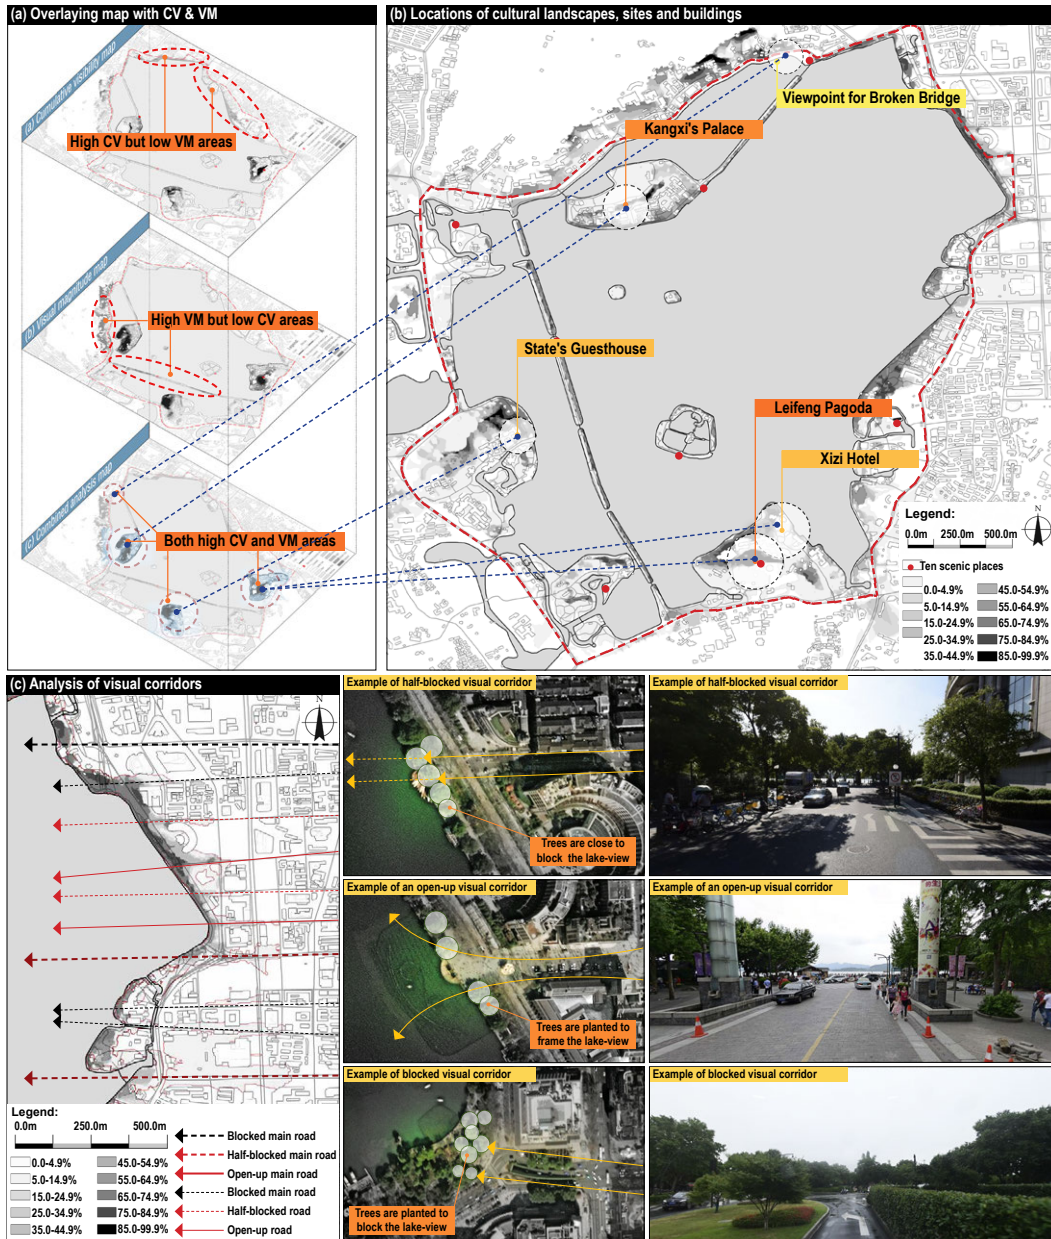 (a) Overlaying map with CV & VM
(a) Cumulative visibility map
High CV but low VM areas
(b) Visual magnitude map
High VM but low CV areas
(c) Combined analysis map
Both high CV and VM areas
(b) Locations of cultural landscapes, sites and buildings
Viewpoint for Broken Bridge
Kangxi's Palace
State's Guesthouse
Leifeng Pagoda
Xizi Hotel
Legend:
0.0m 250.0m 500.0m
N
Ten scenic places
0.0-4.9% 45.0-54.9%
5.0-14.9% 55.0-64.9%
15.0-24.9% 65.0-74.9%
25.0-34.9% 75.0-84.9%
35.0-44.9% 85.0-99.9%
(c) Analysis of visual corridors
N
Legend:
0.0m 250.0m 500.0m
0.0-4.9% 45.0-54.9%
5.0-14.9% 55.0-64.9%
15.0-24.9% 65.0-74.9%
25.0-34.9% 75.0-84.9%
35.0-44.9% 85.0-99.9%
Blocked main road
Half-blocked main road
Open-up main road
Blocked main road
Half-blocked road
Open-up road
Example of half-blocked visual corridor
Trees are close to
block the lake-view
Example of half-blocked visual corridor
Example of an open-up visual corridor
Trees are planted to
frame the lake-view
Example of an open-up visual corridor
Example of blocked visual corridor
Trees are planted to
block the lake-view
Example of blocked visual corridor